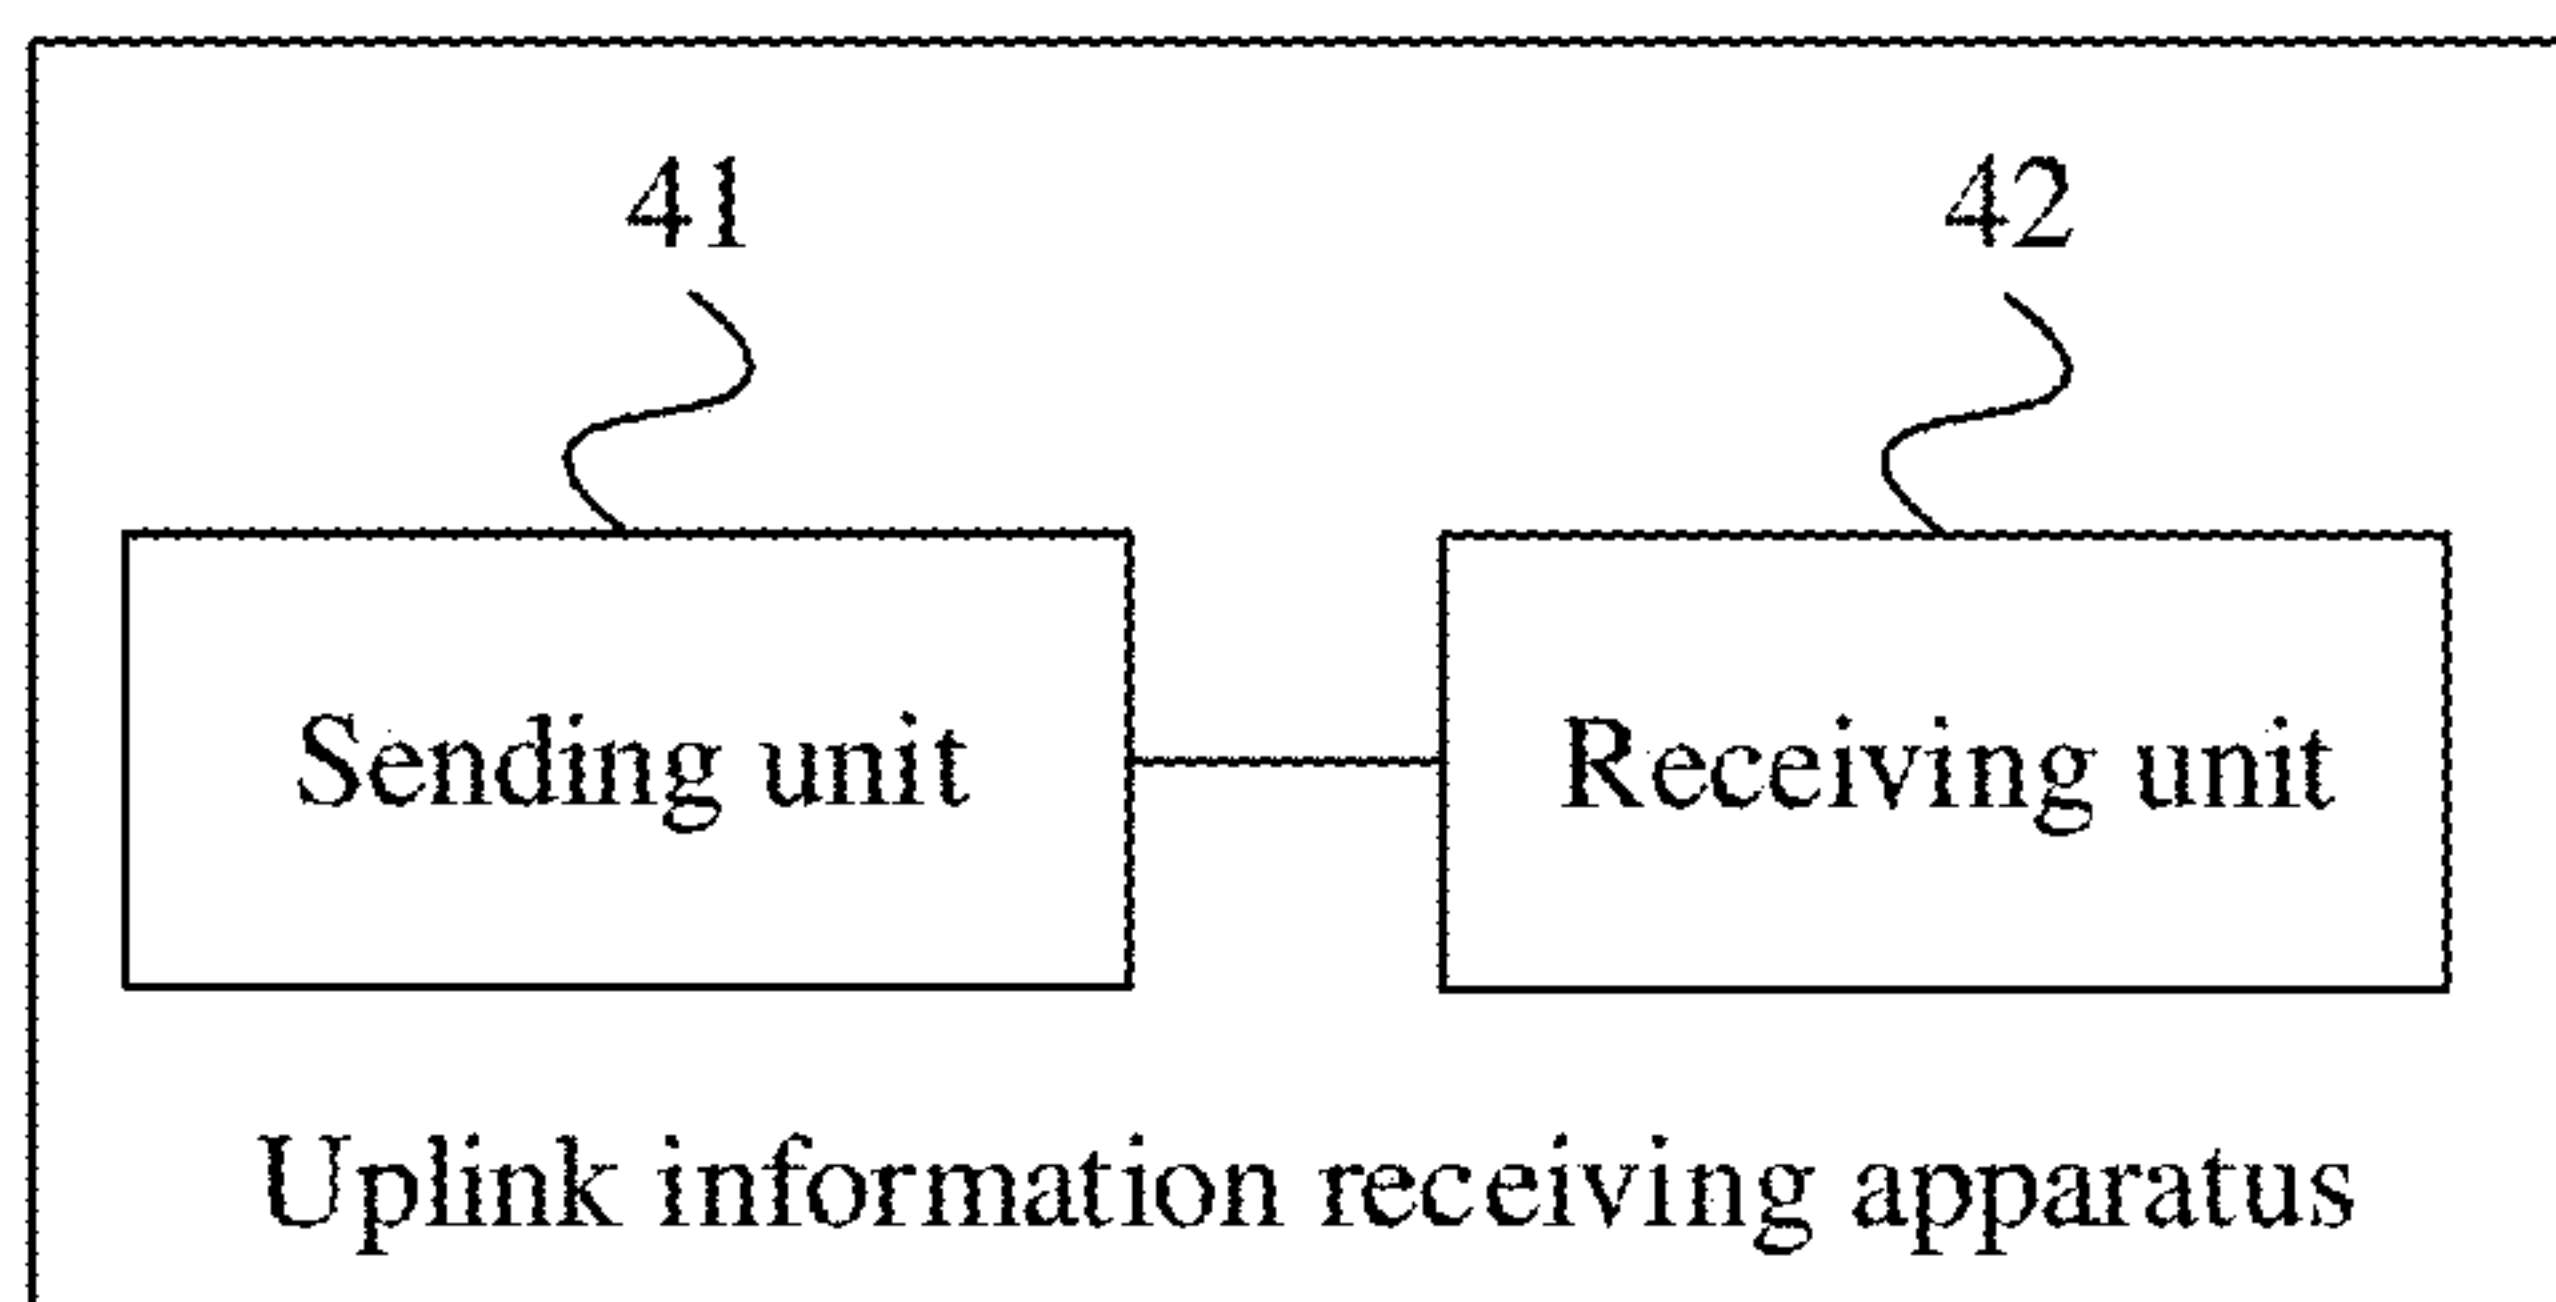 41 42
Sending unit Receiving unit
Uplink information receiving apparatus